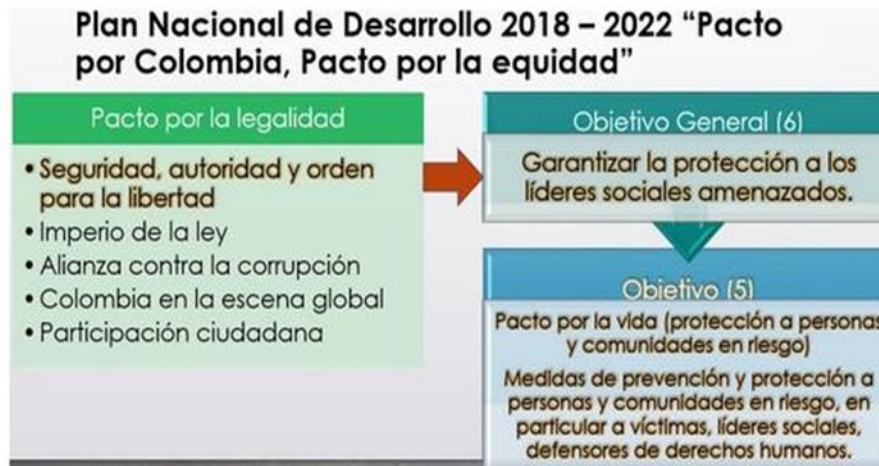 Plan Nacional de Desarrollo 2018 – 2022 “Pacto
por Colombia, Pacto por la equidad”
Pacto por la legalidad
• Seguridad, autoridad y orden
para la libertad
• Imperio de la ley
• Alianza contra la corrupción
• Colombia en la escena global
• Participación ciudadana
Objetivo General (6)
Garantizar la protección a los
líderes sociales amenazados.
Objetivo (5)
Pacto por la vida (protección a personas
y comunidades en riesgo)
Medidas de prevención y protección a
personas y comunidades en riesgo, en
particular a víctimas, líderes sociales,
defensores de derechos humanos.